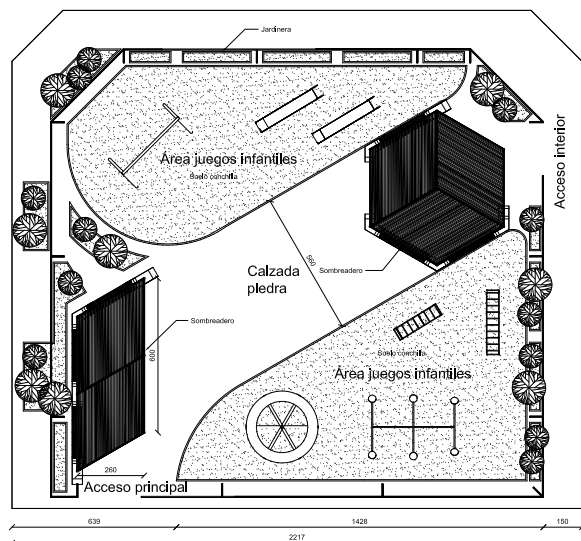 Jardinera
Acceso interior
Área juegos infantiles
Suelo conchilla
Calzada
piedra
560
Sombreadero
Sombreadero
600
Suelo conchilla
Área juegos infantiles
260
Acceso principal
639
1428
150
2217